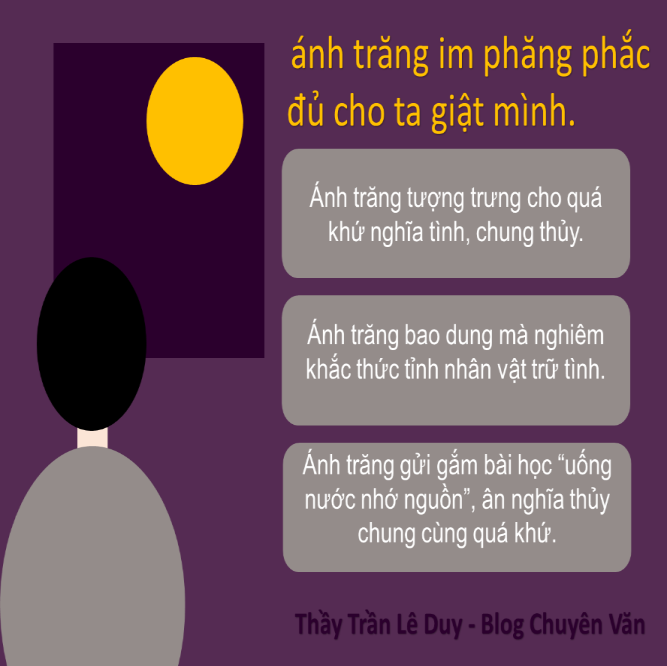 ánh trăng im phăng phắc
đủ cho ta giật mình.
Ánh trăng tượng trưng cho quá
khứ nghĩa tình, chung thủy.
Ánh trăng bao dung mà nghiêm
khắc thức tỉnh nhân vật trữ tình.
Ánh trăng gửi gắm bài học “uống
nước nhớ nguồn”, ân nghĩa thủy
chung cùng quá khứ.
Thầy Trần Lê Duy - Blog Chuyên Văn